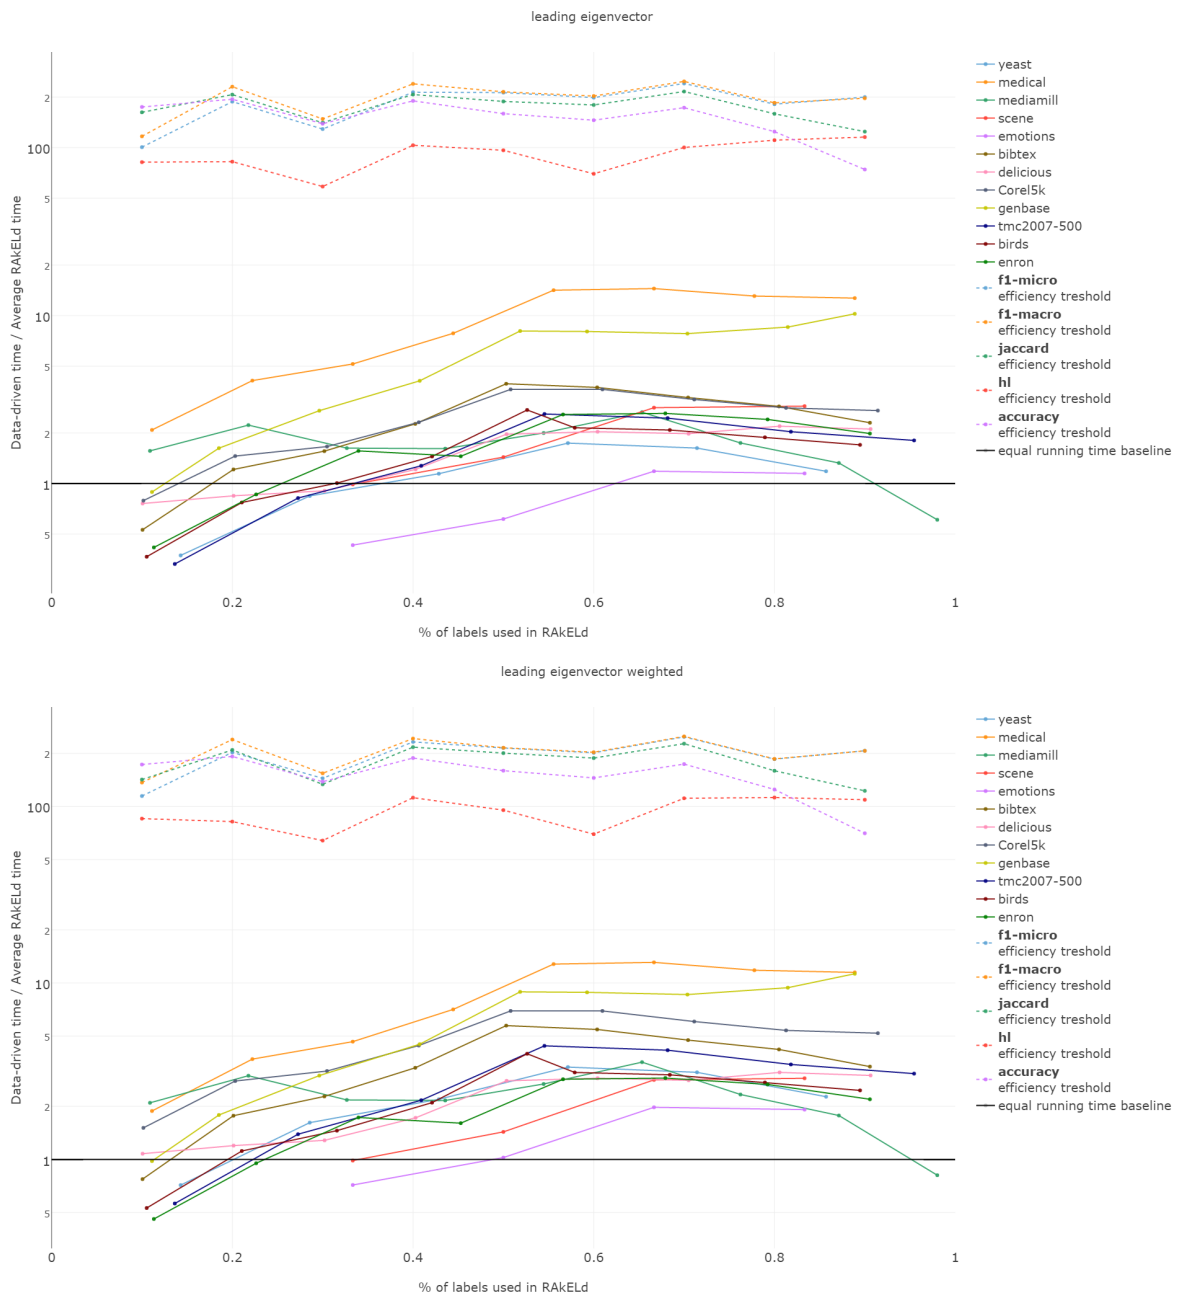 leading eigenvector
Data-driven time / Average RAkELd time
2
100
5
2
10
5
2
1
5
0
0.2
0.4
0.6
0.8
1
% of labels used in RAkELd
yeast
medical
mediamill
scene
emotions
bibtex
delicious
Corel5k
genbase
tmc2007-500
birds
enron
f1-micro
efficiency treshold
f1-macro
efficiency treshold
jaccard
efficiency treshold
hl
efficiency treshold
accuracy
efficiency treshold
equal running time baseline
leading eigenvector weighted
Data-driven time / Average RAkELd time
2
100
5
2
10
5
2
1
5
0
0.2
0.4
0.6
0.8
1
% of labels used in RAkELd
yeast
medical
mediamill
scene
emotions
bibtex
delicious
Corel5k
genbase
tmc2007-500
birds
enron
f1-micro
efficiency treshold
f1-macro
efficiency treshold
jaccard
efficiency treshold
hl
efficiency treshold
accuracy
efficiency treshold
equal running time baseline